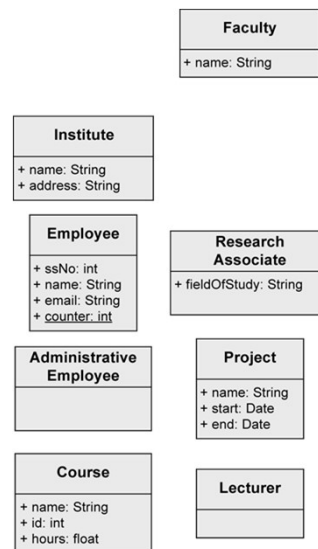 Faculty
+ name: String
Institute
+ name: String
+ address: String
Employee
+ ssNo: int
+ name: String
+ email: String
+ counter: int
Research
Associate
+ fieldOfStudy: String
Administrative
Employee
Project
+ name: String
+ start: Date
+ end: Date
Course
+ name: String
+ id: int
+ hours: float
Lecturer